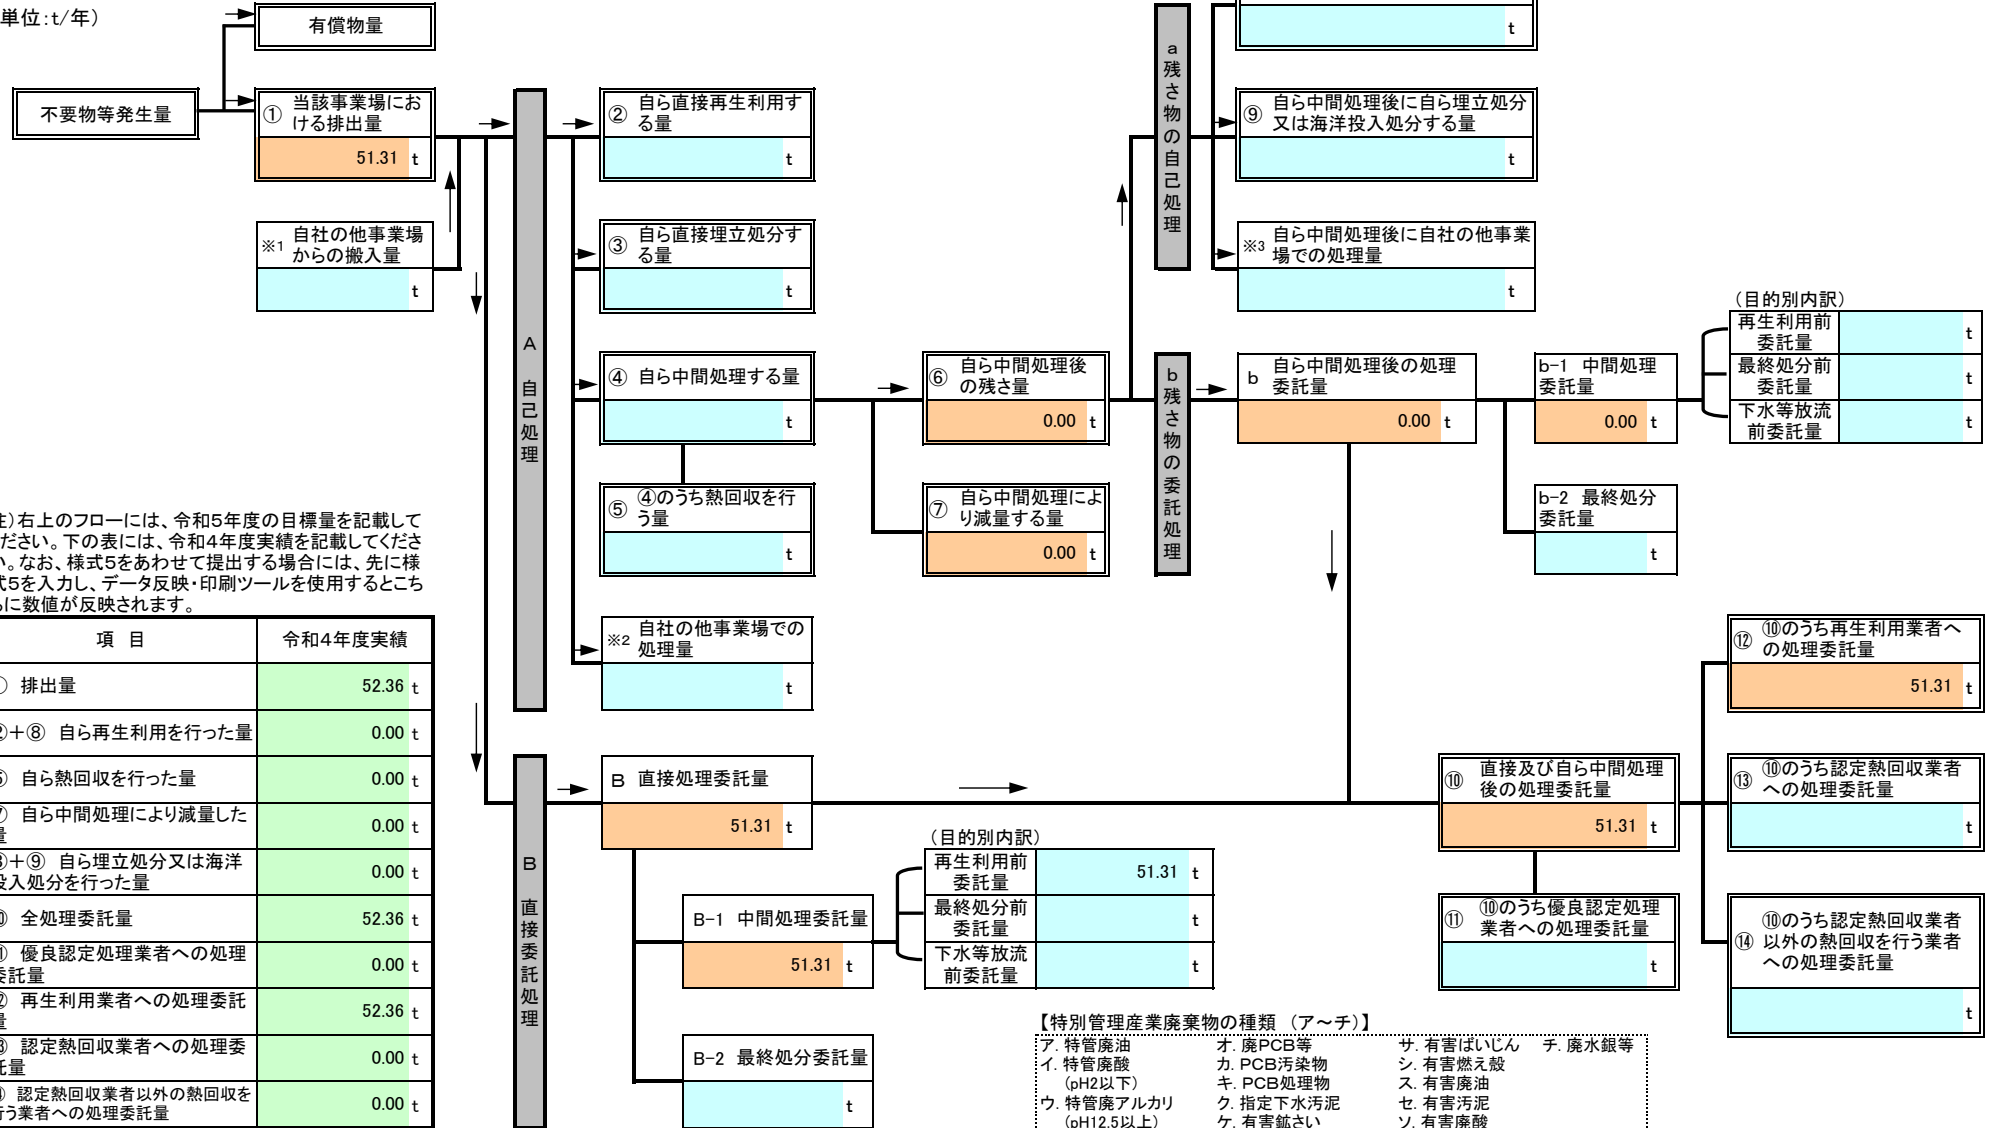 単位:t/年)
有償物量
不要物等発生量
① 当該事業場にお
ける排出量
51.31 t
※1 自社の他事業場
からの搬入量
t
A 自己処理
② 自ら直接再生利用す
る量
t
③ 自ら直接埋立処分す
る量
t
④ 自ら中間処理する量
t
⑤ ④のうち熱回収を行
う量
t
※2 自社の他事業場での
処理量
t
⑥ 自ら中間処理後
の残さ量
0.00 t
⑦ 自ら中間処理によ
り減量する量
0.00 t
a 残さ物の自己処理
t
⑨ 自ら中間処理後に自ら埋立処分
又は海洋投入処分する量
t
※3 自ら中間処理後に自社の他事業
場での処理量
t
b 残さ物の委託処理
b 自ら中間処理後の処理
委託量
0.00 t
b-1 中間処理
委託量
0.00 t
b-2 最終処分
委託量
t
(目的別内訳)
再生利用前
委託量
t
最終処分前
委託量
t
下水等放流
前委託量
t
注)右上のフローには、令和5年度の目標量を記載して
ください。下の表には、令和4年度実績を記載してくださ
い。なお、様式5をあわせて提出する場合には、先に様
式5を入力し、データ反映・印刷ツールを使用するとこち
らに数値が反映されます。
項 目 令和4年度実績
① 排出量 52.36 t
②+⑧ 自ら再生利用を行った量 0.00 t
⑤ 自ら熱回収を行った量 0.00 t
⑦ 自ら中間処理により減量した
量 0.00 t
③+⑨ 自ら埋立処分又は海洋
投入処分を行った量 0.00 t
⑩ 全処理委託量 52.36 t
⑪ 優良認定処理業者への処理
委託量 0.00 t
⑫ 再生利用業者への処理委託
量 52.36 t
⑬ 認定熱回収業者への処理委
託量 0.00 t
⑭ 認定熱回収業者以外の熱回収を
行う業者への処理委託量 0.00 t
B 直接委託処理
B 直接処理委託量
51.31 t
B-1 中間処理委託量
51.31 t
B-2 最終処分委託量
t
(目的別内訳)
再生利用前
委託量
51.31 t
最終処分前
委託量
t
下水等放流
前委託量
t
⑩ 直接及び自ら中間処理
後の処理委託量
51.31 t
⑪ ⑩のうち優良認定処理
業者への処理委託量
t
⑫ ⑩のうち再生利用業者へ
の処理委託量
51.31 t
⑬ ⑩のうち認定熱回収業者
への処理委託量
t
⑭ ⑩のうち認定熱回収業者
以外の熱回収を行う業者
への処理委託量
t
【特別管理産業廃棄物の種類 (ア~チ)】
ア. 特管廃油 オ. 廃PCB等 サ. 有害ばいじん チ. 廃水銀等
イ. 特管廃酸 カ. PCB汚染物 シ. 有害燃え殻
(pH2以下) キ. PCB処理物 ス. 有害廃油
ウ. 特管廃アルカリ ク. 指定下水汚泥 セ. 有害汚泥
(pH12.5以上) ケ. 有害鉱さい ソ. 有害廃酸